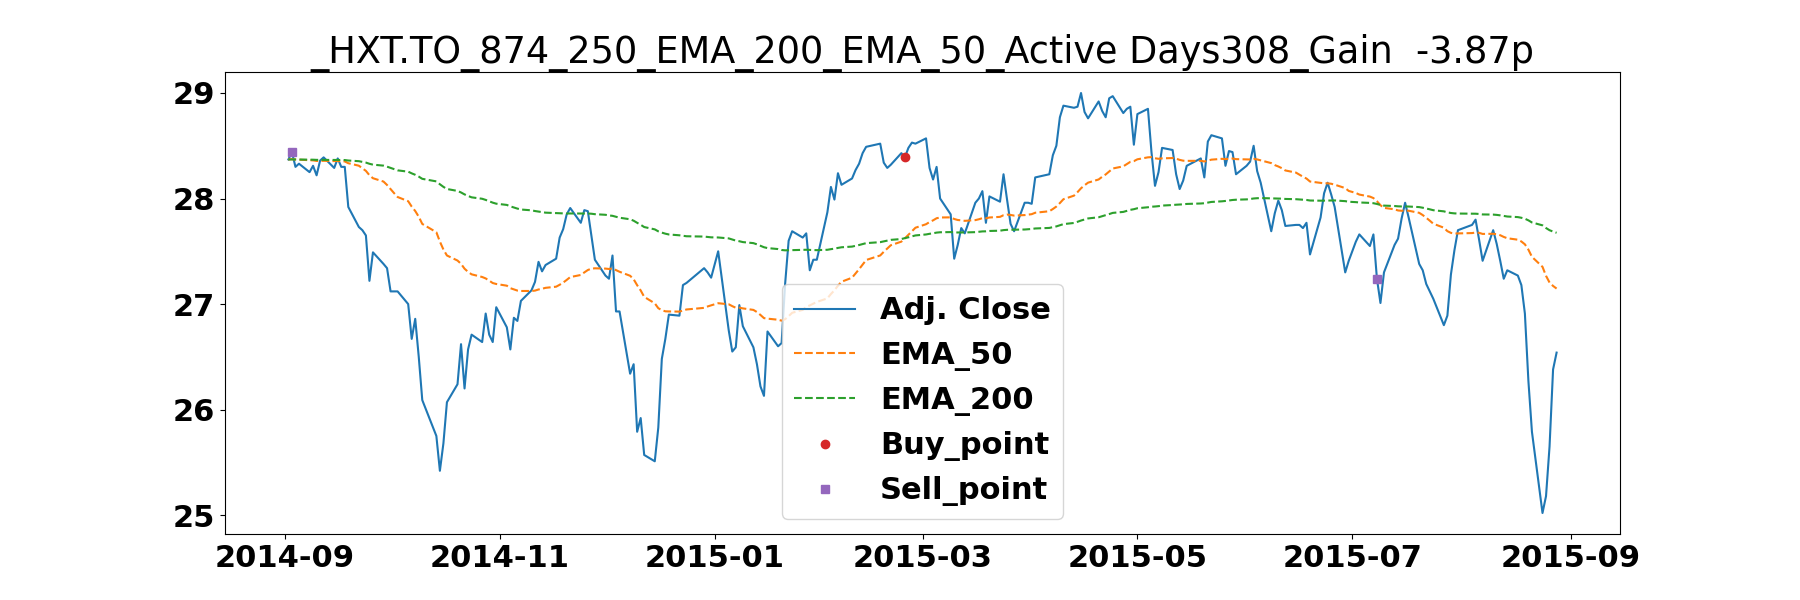 _HXT.TO_874_250_EMA_200_EMA_50_Active Days308_Gain  -3.87p
29
28
27
26
25
Adj. Close
EMA_50
EMA_200
Buy_point
Sell_point
2014-09 2014-11 2015-01 2015-03 2015-05 2015-07 2015-09